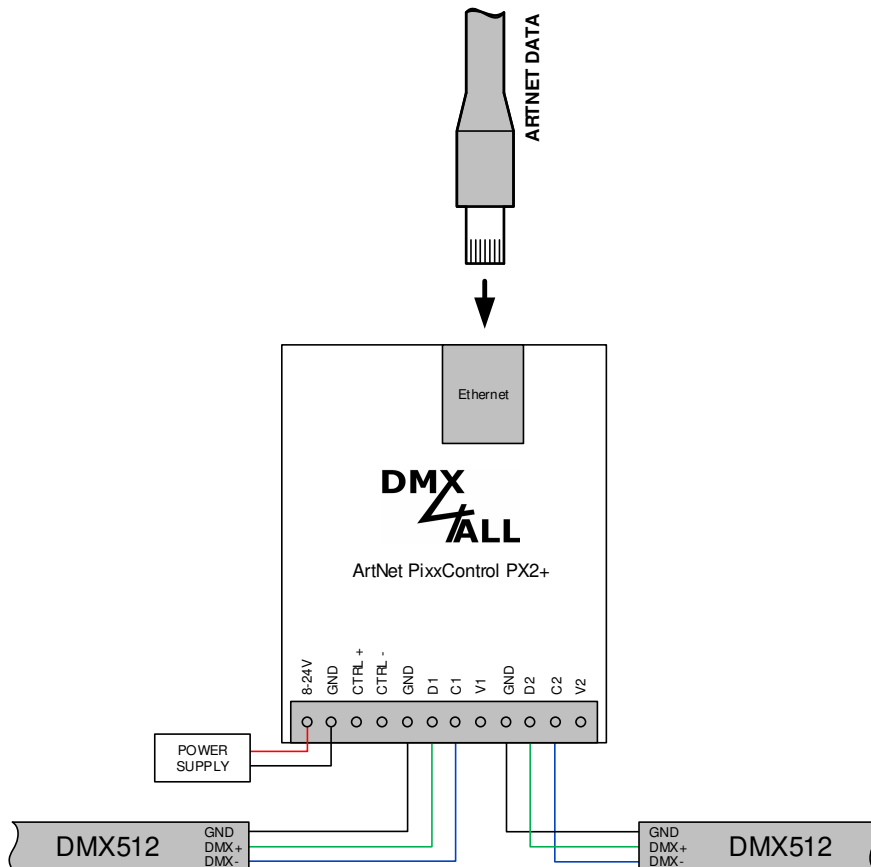 ARTNET DATA
Ethernet
DMX
4
ALL
ArtNet PixxControl PX2+
8-24V
GND
CTRL +
CTRL -
GND
D1
C1
V1
GND
D2
C2
V2
POWER
SUPPLY
DMX512
GND
DMX+
DMX-
GND
DMX+
DMX-
DMX512